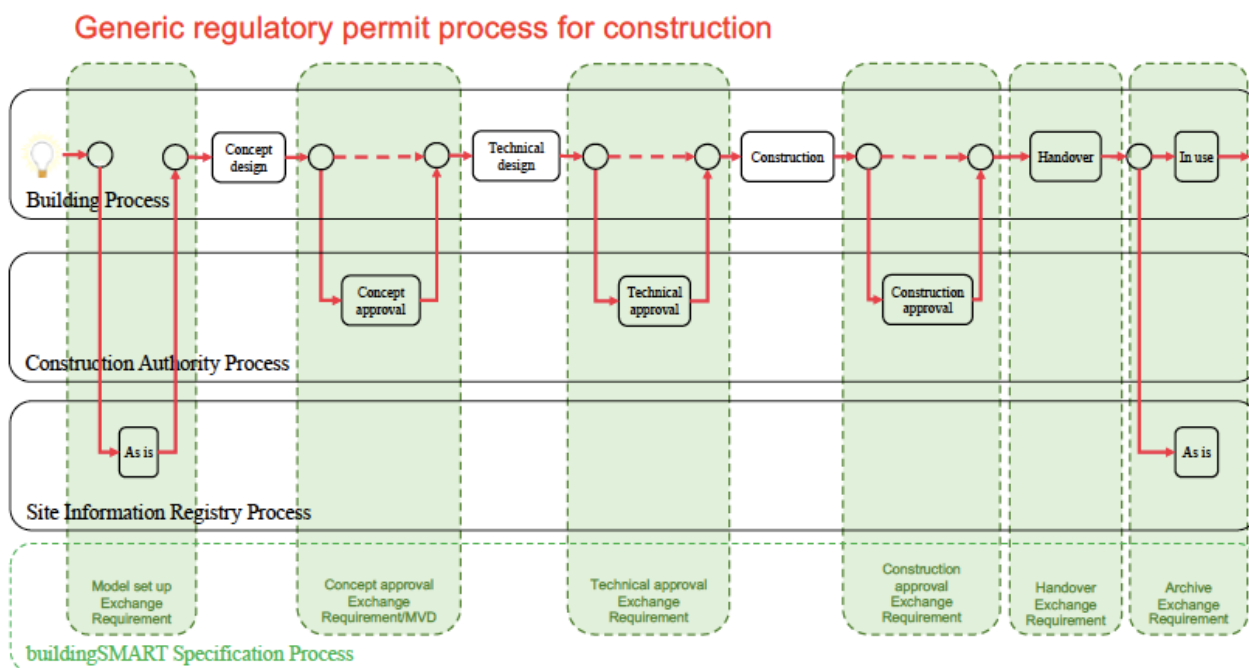 Generic regulatory permit process for construction
Concept
design
Technical
design
Construction
Handover
In use
Building Process
Concept
approval
Technical
approval
Construction
approval
Construction Authority Process
As is
As is
Site Information Registry Process
Model set up
Exchange
Requirement
Concept approval
Exchange
Requirement/MVD
Technical approval
Exchange
Requirement
Construction
approval
Exchange
Requirement
Handover
Exchange
Requirement
Archive
Exchange
Requirement
buildingSMART Specification Process